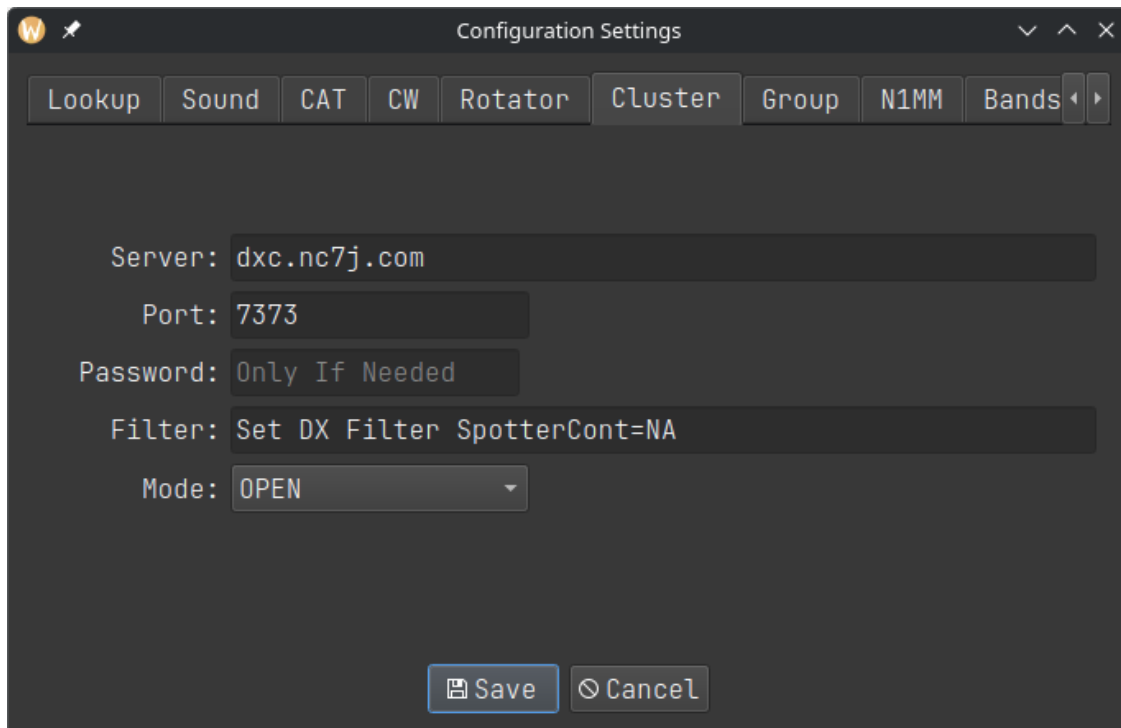 Configuration Settings
Lookup Sound CAT CW Rotator Cluster Group N1MM Bands
Server: dxc.nc7j.com
Port: 7373
Password: Only If Needed
Filter: Set DX Filter SpotterCont=NA
Mode: OPEN
Save Cancel